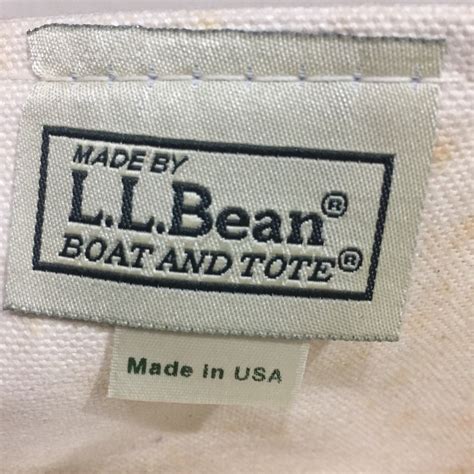 MADE BY
L.L.Bean®
BOAT AND TOTE®
Made in USA